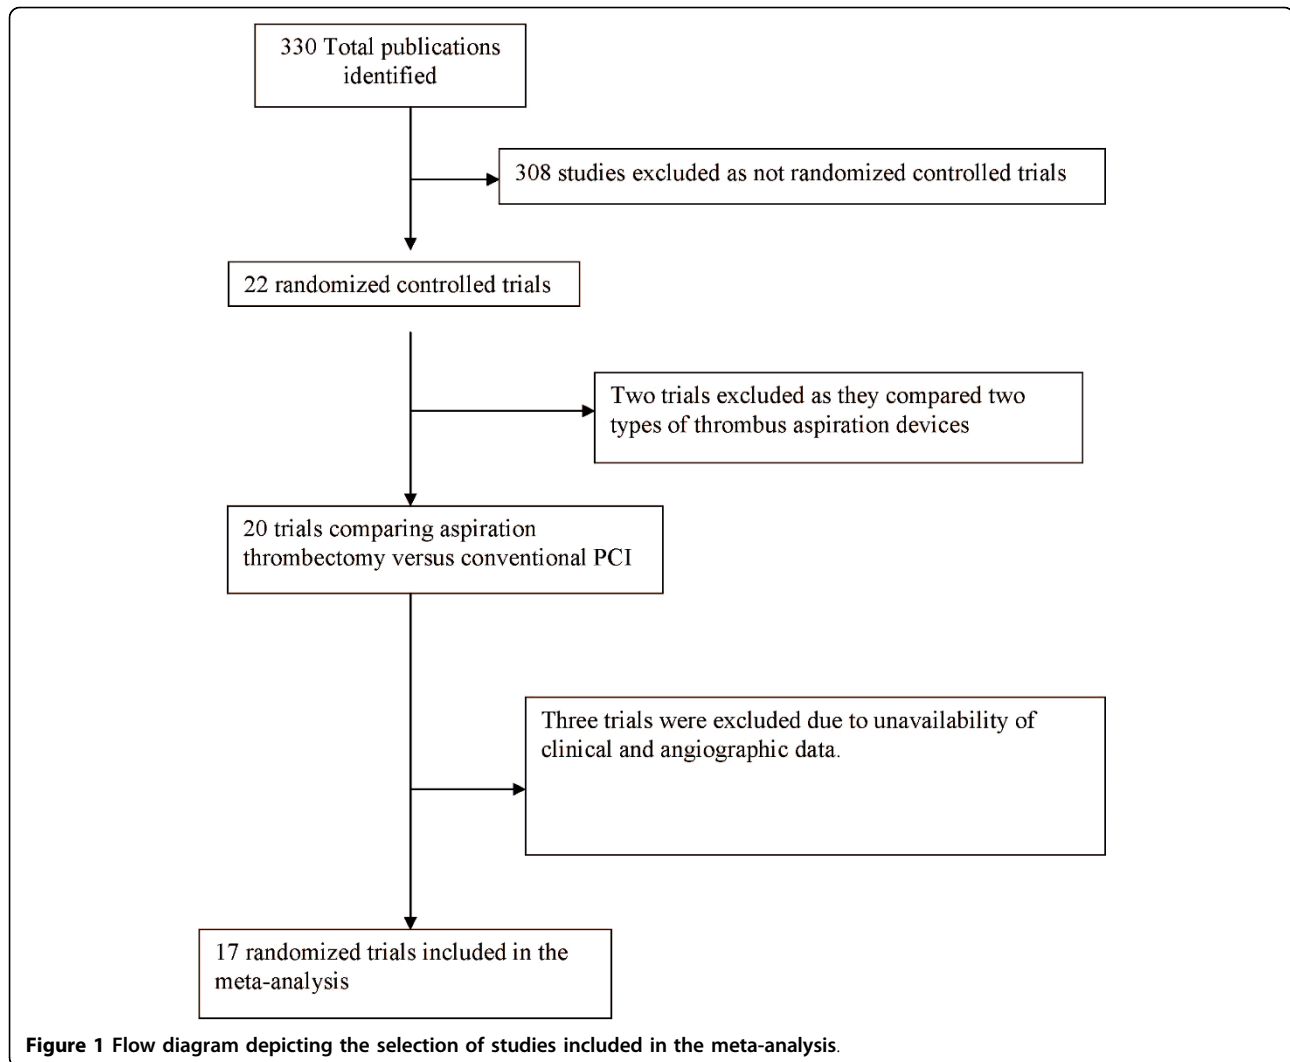 330 Total publications
identified
308 studies excluded as not randomized controlled trials
22 randomized controlled trials
Two trials excluded as they compared two
types of thrombus aspiration devices
20 trials comparing aspiration
thrombectomy versus conventional PCI
Three trials were excluded due to unavailability of
clinical and angiographic data.
17 randomized trials included in the
meta-analysis
Figure 1 Flow diagram depicting the selection of studies included in the meta-analysis.